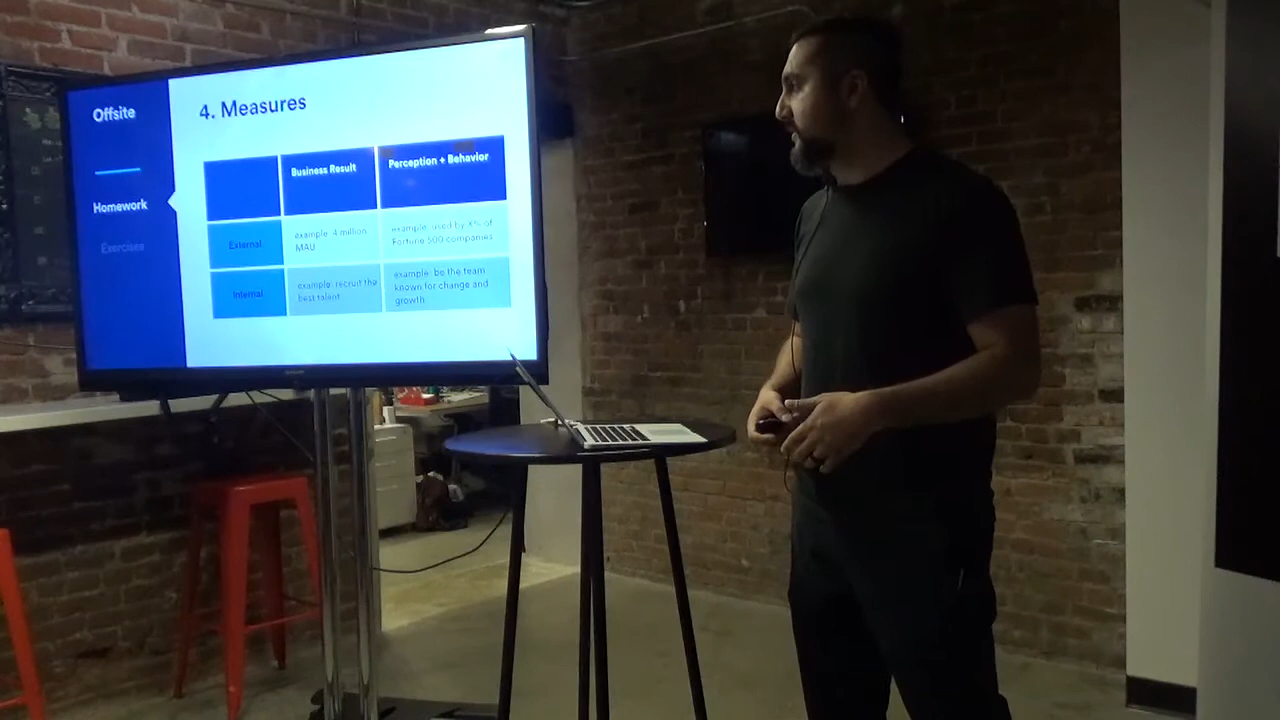 Offsite
Homework
Exercises
4. Measures
Business Result
Perception + Behavior
External
example: 4 million
MAU
example: used by X% of
Fortune 500 companies
Internal
example: recruit the
best talent
example: be the team
known for change and
growth